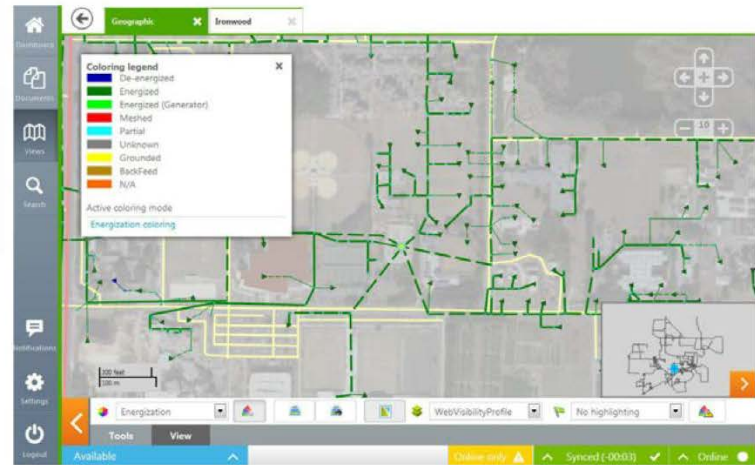 Dashboard
Geographic
Ironwood
Documents
Views
Search
Notifications
Settings
Logout
Coloring legend
De-energized
Energized
Energized (Generator)
Meshed
Partial
Unknown
Grounded
BackFeed
N/A
Active coloring mode
Energization coloring
10
300 feet
100 m
Energization
WebVisibilityProfile
No highlighting
Tools View
Available
Online only
Synced (-00:03)
Online